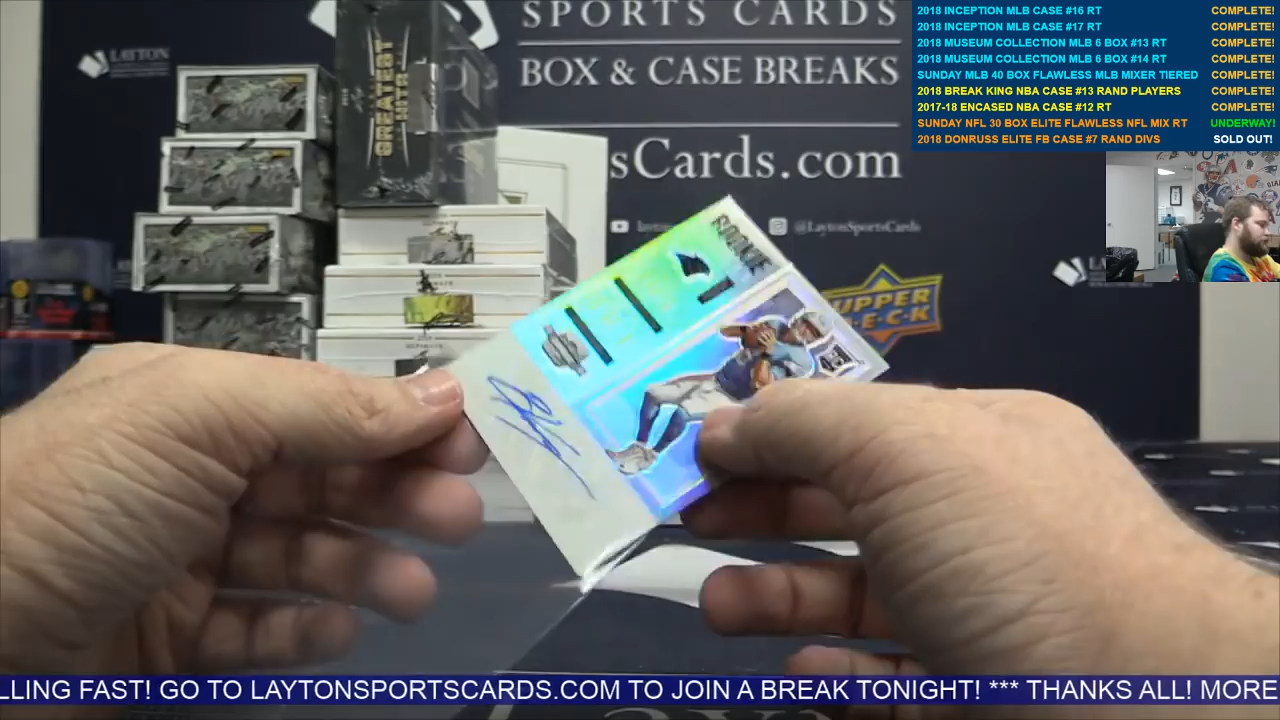 SPORTS CARDS
BOX & CASE BREAKS
sCards.com
@LaytonSportsCards
LAYTON
GREATEST
HITS
UPPER
DECK
ROOKIE
2018 INCEPTION MLB CASE #16 RT COMPLETE!
2018 INCEPTION MLB CASE #17 RT COMPLETE!
2018 MUSEUM COLLECTION MLB 6 BOX #13 RT COMPLETE!
2018 MUSEUM COLLECTION MLB 6 BOX #14 RT COMPLETE!
SUNDAY MLB 40 BOX FLAWLESS MLB MIXER TIERED COMPLETE!
2018 BREAK KING NBA CASE #13 RAND PLAYERS COMPLETE!
2017-18 ENCASED NBA CASE #12 RT COMPLETE!
SUNDAY NFL 30 BOX ELITE FLAWLESS NFL MIX RT UNDERWAY!
2018 DONRUSS ELITE FB CASE #7 RAND DIVS SOLD OUT!
LLING FAST! GO TO LAYTONSPORTSCARDS.COM TO JOIN A BREAK TONIGHT! *** THANKS ALL! MORE